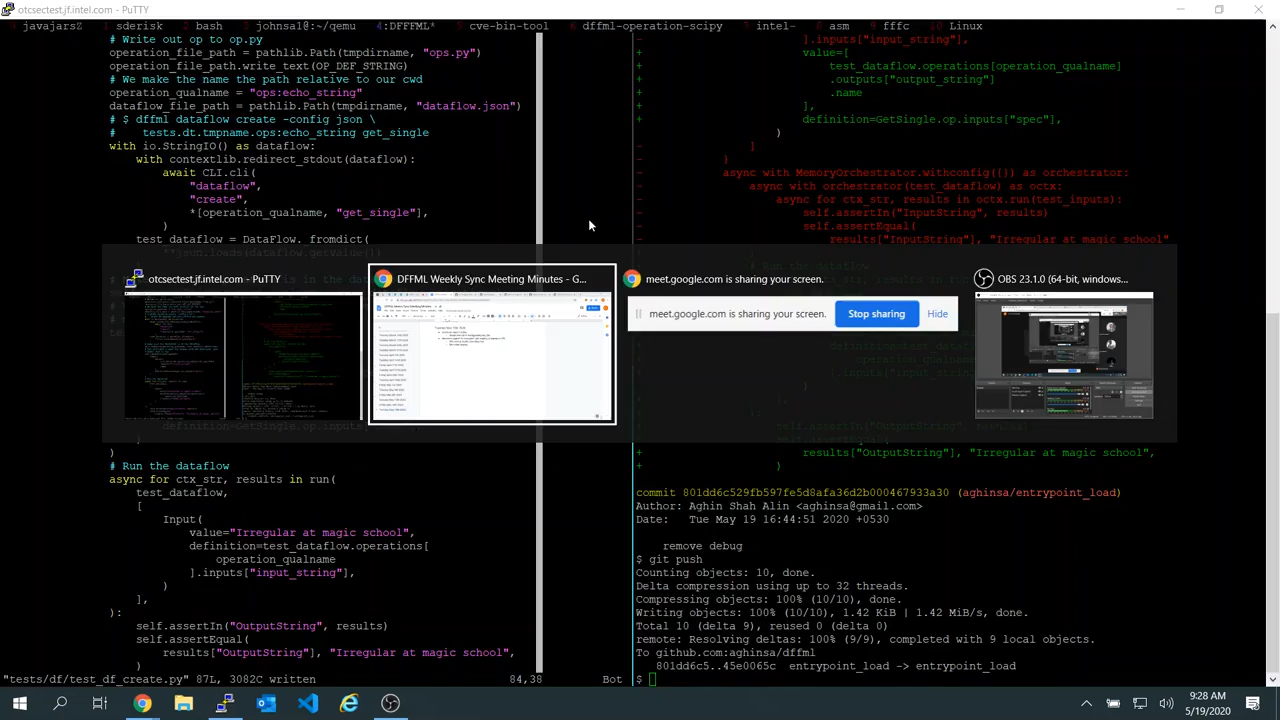 otcsectest.jf.intel.com - PuTTY
javajarsZ 1 sderisk 2 bash johnsa1@:~/qemu 4:DFFFML* cve-bin-tool 6 dffml-operation-scipy 7 intel- 8 asm 9 fffc 10 Linux
# Write out op to op.py
operation_file_path = pathlib.Path(tmpdirname, "ops.py")
operation_file_path.write_text(OP_DEF_STRING)
# We make the name the path relative to our cwd
operation_qualname = "ops:echo_string"
dataflow_file_path = pathlib.Path(tmpdirname, "dataflow.json")
# $ dffml dataflow create -config json \
# tests.dt.tmpname.ops:echo_string get_single
with io.StringIO() as dataflow:
with contextlib.redirect_stdout(dataflow):
await CLI.cli(
"dataflow",
"create",
*[operation_qualname, "get_single"],
)
test_dataflow = DataFlow._fromdict(
)
# Run the dataflow
async for ctx_str, results in run(
test_dataflow,
[
Input(
value="Irregular at magic school",
definition=test_dataflow.operations[
operation_qualname
].inputs["input_string"],
)
],
):
self.assertIn("OutputString", results)
self.assertEqual(
results["OutputString"], "Irregular at magic school",
)
"tests/df/test_df_create.py" 87L, 3082C written 84,38 Bot
- ].inputs["input_string"],
+ value=[
+ test_dataflow.operations[operation_qualname]
+ .outputs["output_string"]
+ .name
+ ],
+ definition=GetSingle.op.inputs["spec"],
)
- ]
- }
- async with MemoryOrchestrator.withconfig({}) as orchestrator:
- async with orchestrator(test_dataflow) as octx:
- async for ctx_str, results in octx.run(test_inputs):
- self.assertIn("InputString", results)
- self.assertEqual(
- results["InputString"], "Irregular at magic school"
+ results["OutputString"], "Irregular at magic school",
+ )
commit 801dd6c529fb597fe5d8afa36d2b000467933a30 (aghinsa/entrypoint_load)
Author: Aghin Shah Alin <aghinsa@gmail.com>
Date: Tue May 19 16:44:51 2020 +0530
remove debug
$ git push
Counting objects: 10, done.
Delta compression using up to 32 threads.
Compressing objects: 100% (10/10), done.
Writing objects: 100% (10/10), 1.42 KiB | 1.42 MiB/s, done.
Total 10 (delta 9), reused 0 (delta 0)
remote: Resolving deltas: 100% (9/9), completed with 9 local objects.
To github.com:aghinsa/dffml
801dd6c5..45e0065c entrypoint_load -> entrypoint_load
$
otcsectest.jf.intel.com - PuTTY
DFFML Weekly Sync Meeting Minutes - G...
meet.google.com is sharing your screen.
meet.google.com is sharing your screen. Stop sharing Hide
OBS 23.1.0 (64-bit, windows...
9:28 AM
5/19/2020